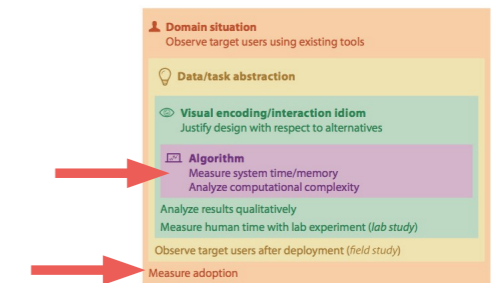 Domain situation
Observe target users using existing tools
Data/task abstraction
Visual encoding/interaction idiom
Justify design with respect to alternatives
Algorithm
Measure system time/memory
Analyze computational complexity
Analyze results qualitatively
Measure human time with lab experiment (lab study)
Observe target users after deployment (field study)
Measure adoption